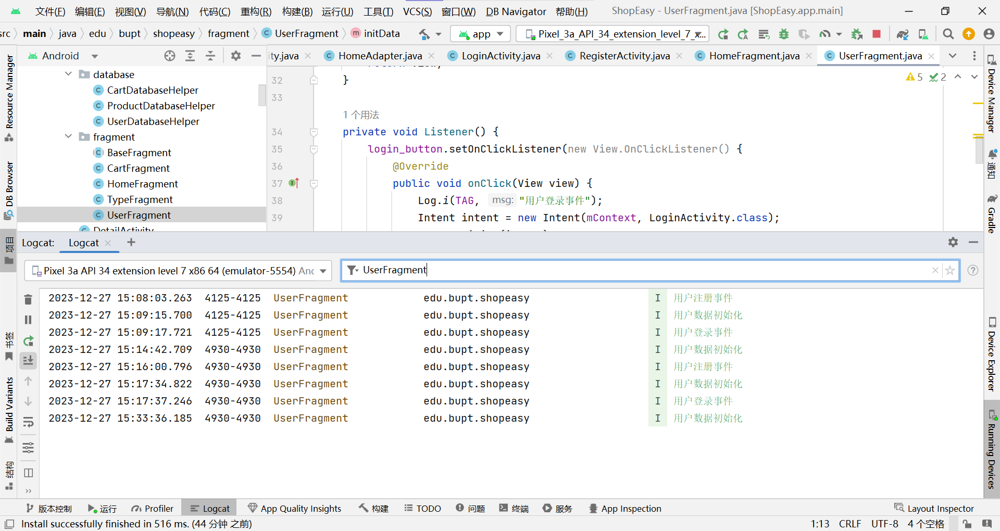 文件(F) 编辑(E) 视图(V) 导航(N) 代码(C) 重构(R) 构建(B) 运行(U) 工具(T) VCS(S) 窗口(W) DB Navigator 帮助(H) ShopEasy - UserFragment.java [ShopEasy.app.main]
src main java edu bupt shopeasy fragment UserFragment initData app Pixel_3a_API_34_extension_level_7_x...
Android
ity.java HomeAdapter.java LoginActivity.java RegisterActivity.java HomeFragment.java UserFragment.java
database
CartDatabaseHelper
ProductDatabaseHelper
UserDatabaseHelper
fragment
BaseFragment
CartFragment
HomeFragment
TypeFragment
UserFragment
DetailActivity
return view;
32 }
33
1 个用法
34 private void Listener() {
35 login_button.setOnClickListener(new View.OnClickListener() {
36 @Override
37 public void onClick(View view) {
38 Log.i(TAG, msg: "用户登录事件");
39 Intent intent = new Intent(mContext, LoginActivity.class);
5 2
Resource Manager
DB Browser
项目
书签
Build Variants
结构
Device Manager
通知
Gradle
Device Explorer
Running Devices
Logcat: Logcat
Pixel 3a API 34 extension level 7 x86 64 (emulator-5554) And
UserFragment
2023-12-27 15:08:03.263 4125-4125 UserFragment edu.bupt.shopeasy I 用户注册事件
2023-12-27 15:09:15.700 4125-4125 UserFragment edu.bupt.shopeasy I 用户数据初始化
2023-12-27 15:09:17.721 4125-4125 UserFragment edu.bupt.shopeasy I 用户登录事件
2023-12-27 15:14:42.709 4930-4930 UserFragment edu.bupt.shopeasy I 用户数据初始化
2023-12-27 15:16:00.796 4930-4930 UserFragment edu.bupt.shopeasy I 用户注册事件
2023-12-27 15:17:34.822 4930-4930 UserFragment edu.bupt.shopeasy I 用户数据初始化
2023-12-27 15:17:37.246 4930-4930 UserFragment edu.bupt.shopeasy I 用户登录事件
2023-12-27 15:33:36.185 4930-4930 UserFragment edu.bupt.shopeasy I 用户数据初始化
版本控制 运行 Profiler Logcat App Quality Insights 构建 TODO 问题 终端 服务 App Inspection Layout Inspector
Install successfully finished in 516 ms. (44 分钟 之前) 1:13 CRLF UTF-8 4 个空格